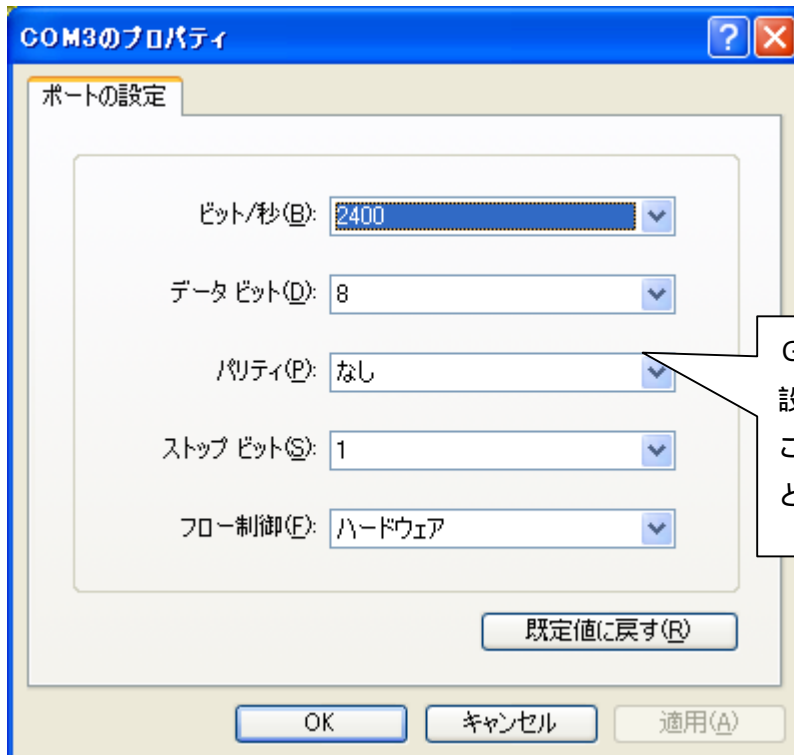 COM3のプロパティ
ポートの設定
ビット/秒(B): 2400
データ ビット(D): 8
パリティ(P): なし
ストップ ビット(S): 1
フロー制御(F): ハードウェア
設
こ
と
既定値に戻す(R)
OK キャンセル 適用(A)